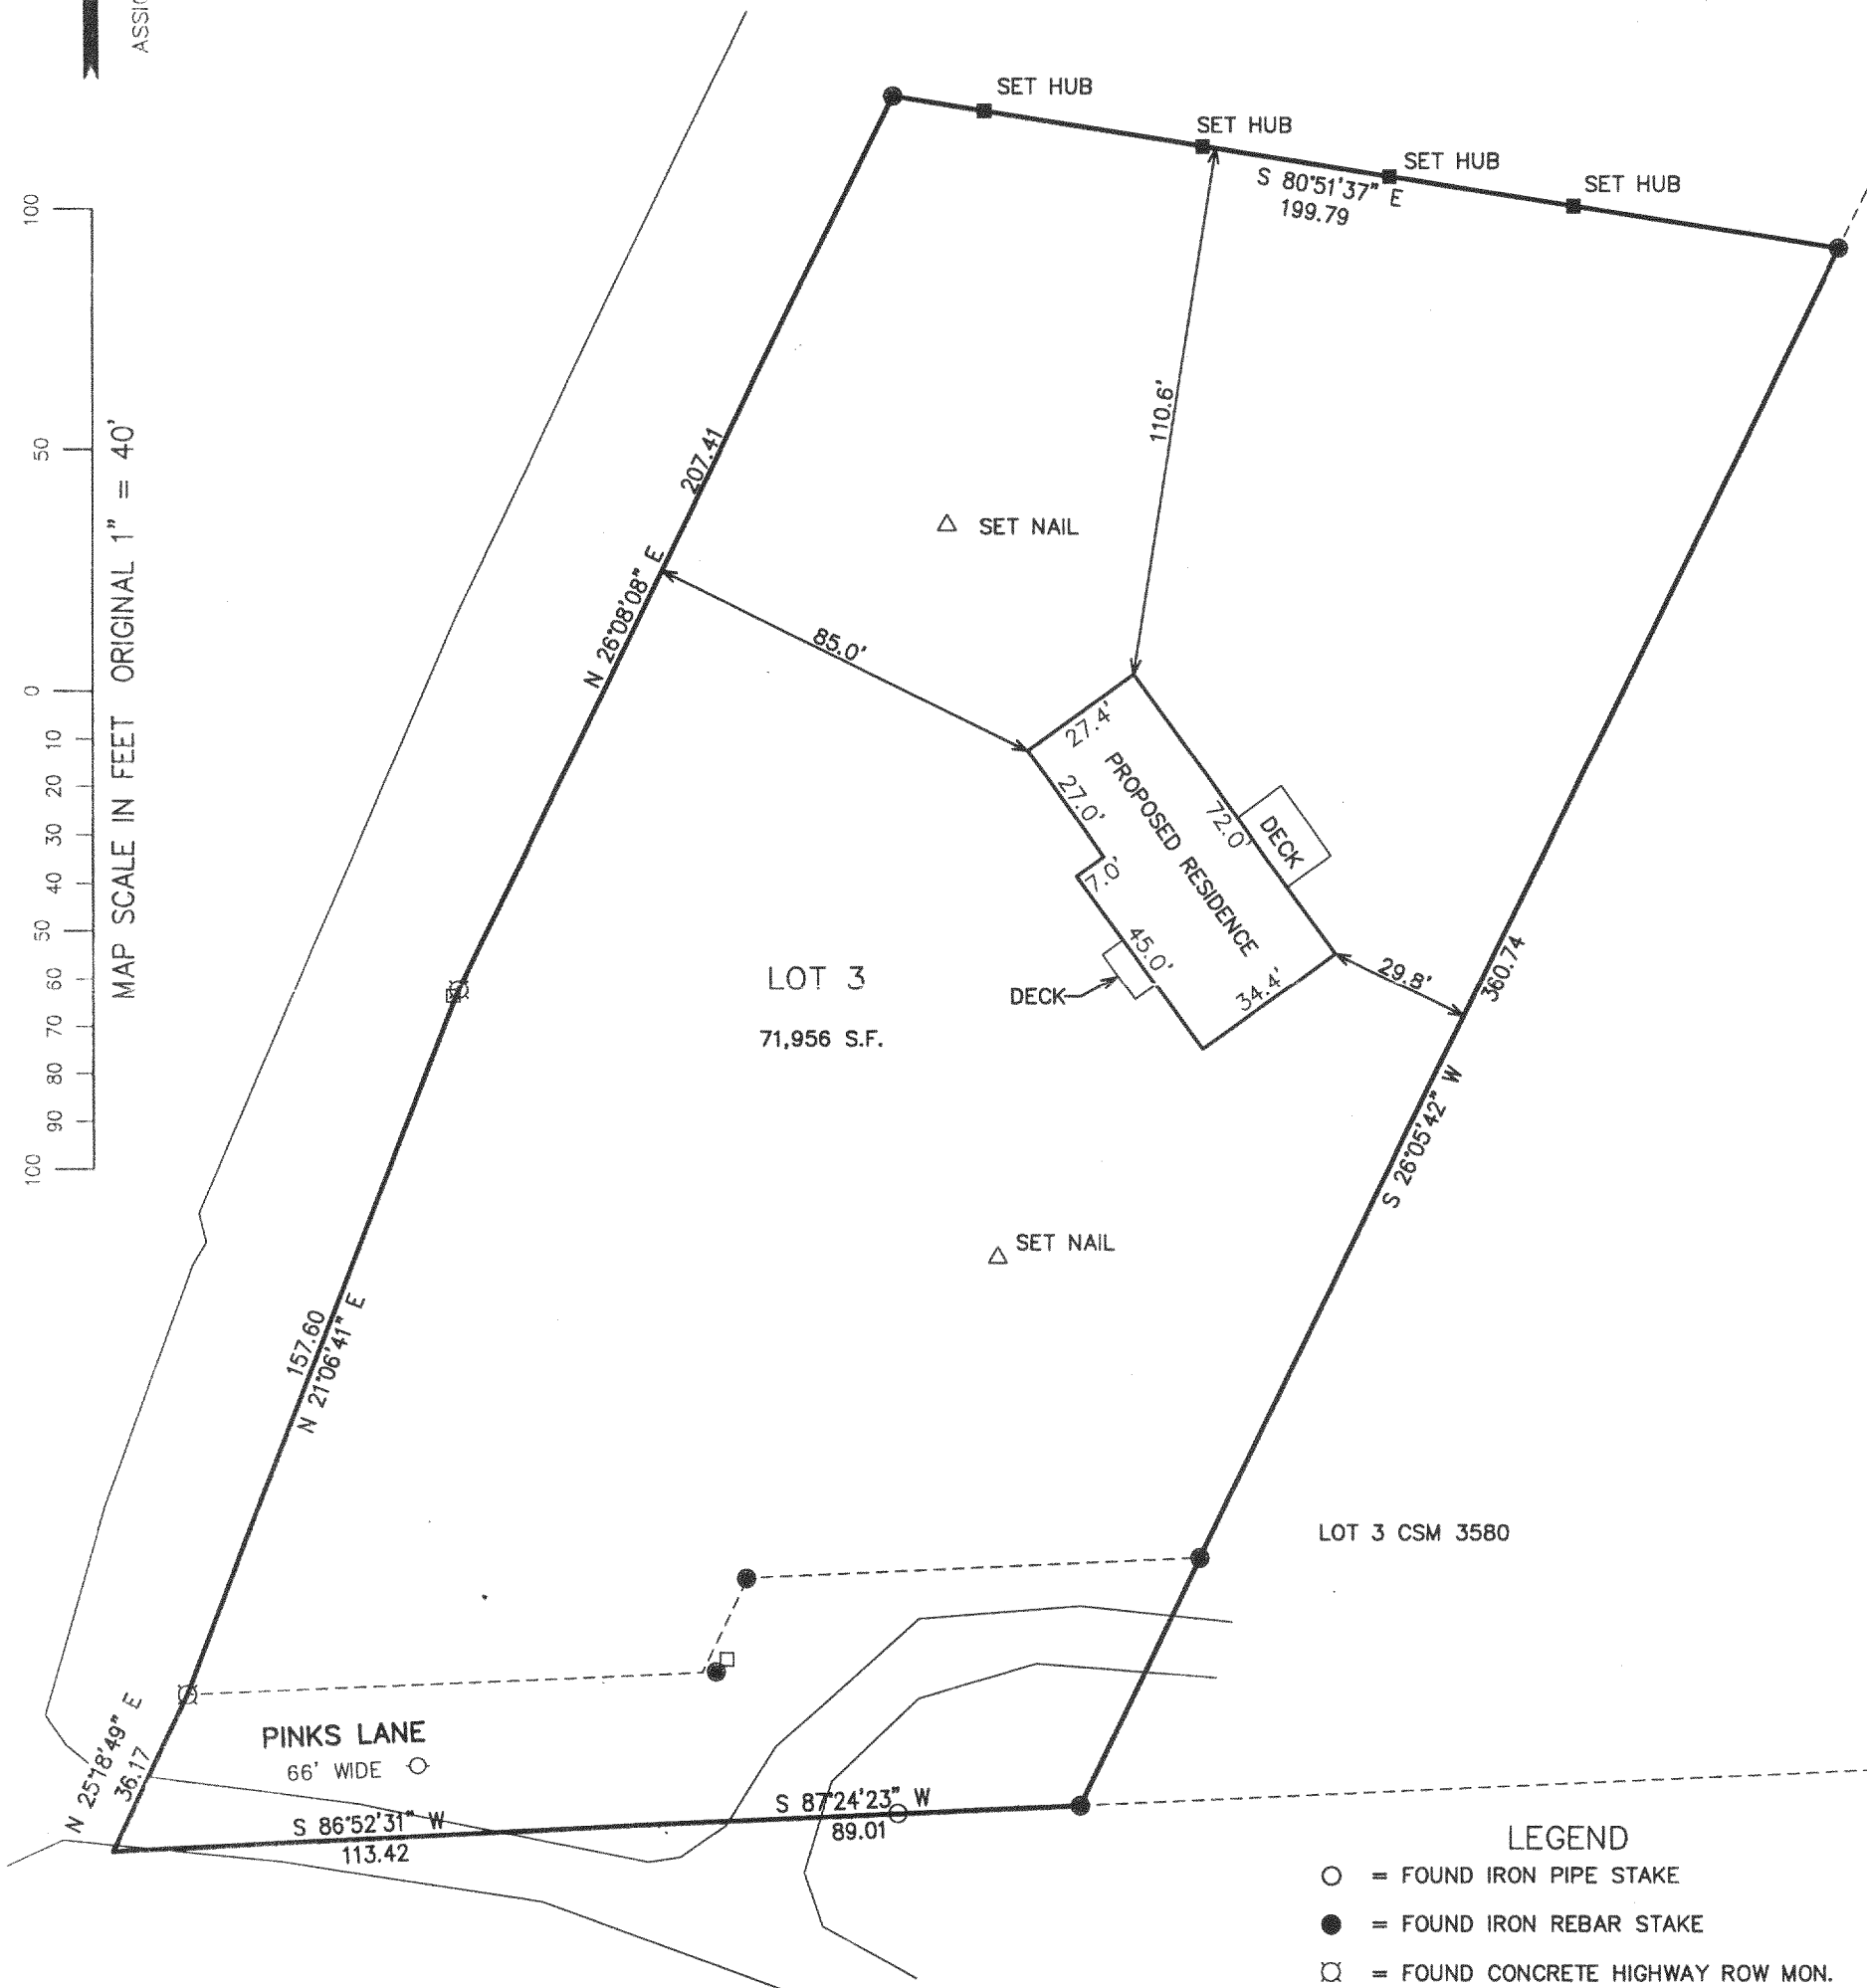 SET HUB
SET HUB
SET HUB
SET HUB
S 80°51'37" E
199.79
100
50
0
10
20
30
40
50
60
70
80
90
100
MAP SCALE IN FEET ORIGINAL 1" = 40'
207.41
N 26°08'08" E
110.6'
SET NAIL
85.0'
27.4'
27.0'
7.0'
PROPOSED RESIDENCE
72.0'
DECK
45.0'
34.4'
DECK
29.8'
360.74
S 26°05'42" W
LOT 3
71,956 S.F.
SET NAIL
157.60
N 21°06'41" E
LOT 3 CSM 3580
N 25°18'49" E
36.17
PINKS LANE
66' WIDE
S 86°52'31" W
113.42
S 87°24'23" W
89.01
LEGEND
= FOUND IRON PIPE STAKE
= FOUND IRON REBAR STAKE
= FOUND CONCRETE HIGHWAY ROW MON.